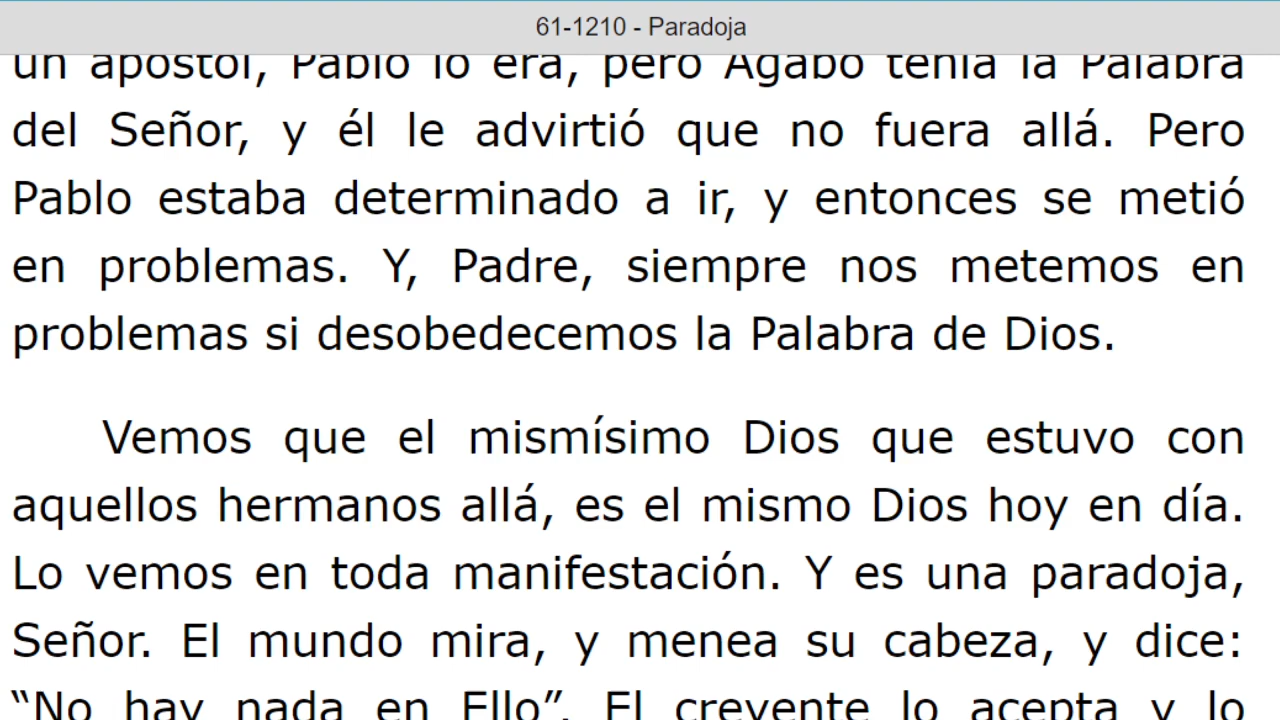 61-1210 - Paradoja
un apóstol, Pablo lo era, pero Agabo tenía la Palabra
del Señor, y él le advirtió que no fuera allá. Pero
Pablo estaba determinado a ir, y entonces se metió
en problemas. Y, Padre, siempre nos metemos en
problemas si desobedecemos la Palabra de Dios.
Vemos que el mismísimo Dios que estuvo con
aquellos hermanos allá, es el mismo Dios hoy en día.
Lo vemos en toda manifestación. Y es una paradoja,
Señor. El mundo mira, y menea su cabeza, y dice:
“No hay nada en Ello”. El creyente lo acepta y lo